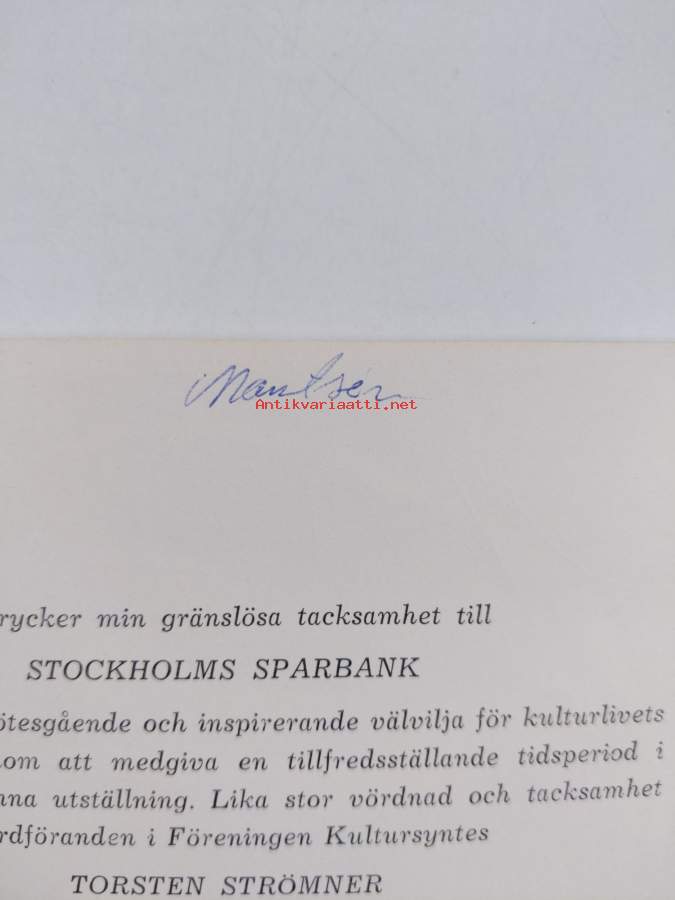 Antikvariaatti.net
rycker min gränslösa tacksamhet till
STOCKHOLMS SPARBANK
ötesgående och inspirerande välvilja för kulturlivets
om att medgiva en tillfredsställande tidsperiod i
nna utställning. Lika stor vördnad och tacksamhet
rdföranden i Föreningen Kultursyntes
TORSTEN STRÖMNER